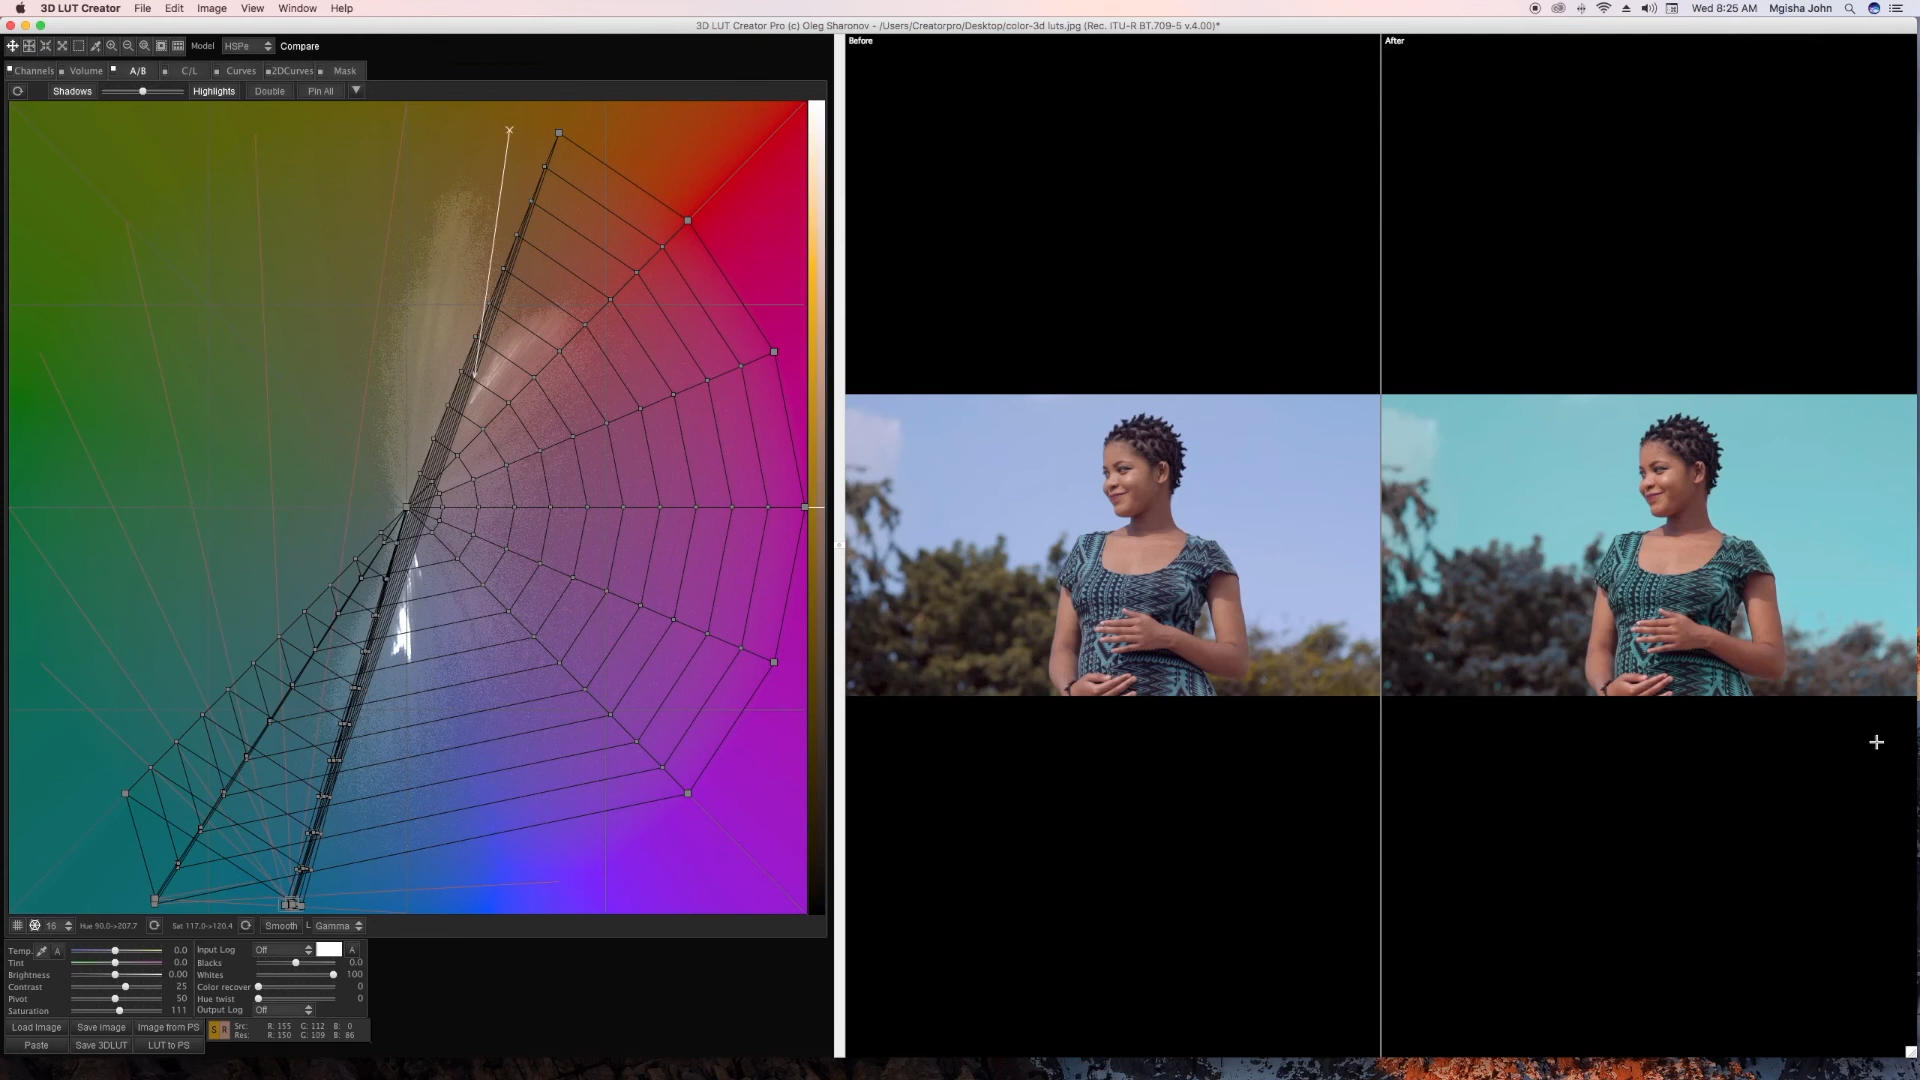 3D LUT Creator File Edit Image View Window Help
Wed 8:25 AM Mgisha John
3D LUT Creator Pro (c) Oleg Sharonov - /Users/Creatorpro/Desktop/color-3d luts.jpg (Rec. ITU-R BT.709-5 v.4.00)*
Model HSPe Compare
Before
After
Channels Volume A/B C/L Curves 2DCurves Mask
Shadows Highlights Double Pin All
16 Hue 90.0->207.7 Sat 117.0->120.4 Smooth L Gamma
Temp. A 0.0
Tint 0.0
Brightness 0.00
Contrast 25
Pivot 50
Saturation 111
Input Log Off A
Blacks 0.0
Whites 100
Color recover 0
Hue twist 0
Output Log Off
Load Image Save image Image from PS
Paste Save 3DLUT LUT to PS
S R
Src: R: 155 G: 112 B: 0
Res: R: 150 G: 109 B: 86